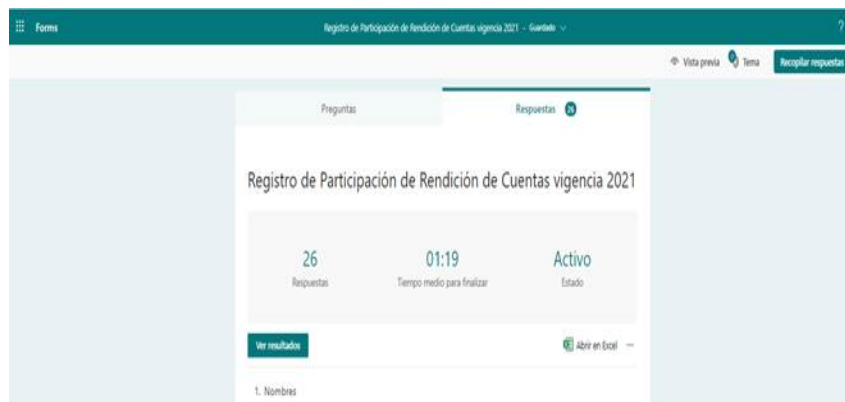 Forms
Registro de Participación de Rendición de Cuentas vigencia 2021 - Guardado
?
Vista previa
Tema
Recopilar respuestas
Preguntas
Respuestas 26
Registro de Participación de Rendición de Cuentas vigencia 2021
26
01:19
Activo
Respuestas
Tiempo medio para finalizar
Estado
Ver resultados
Abrir en Excel
1. Nombres